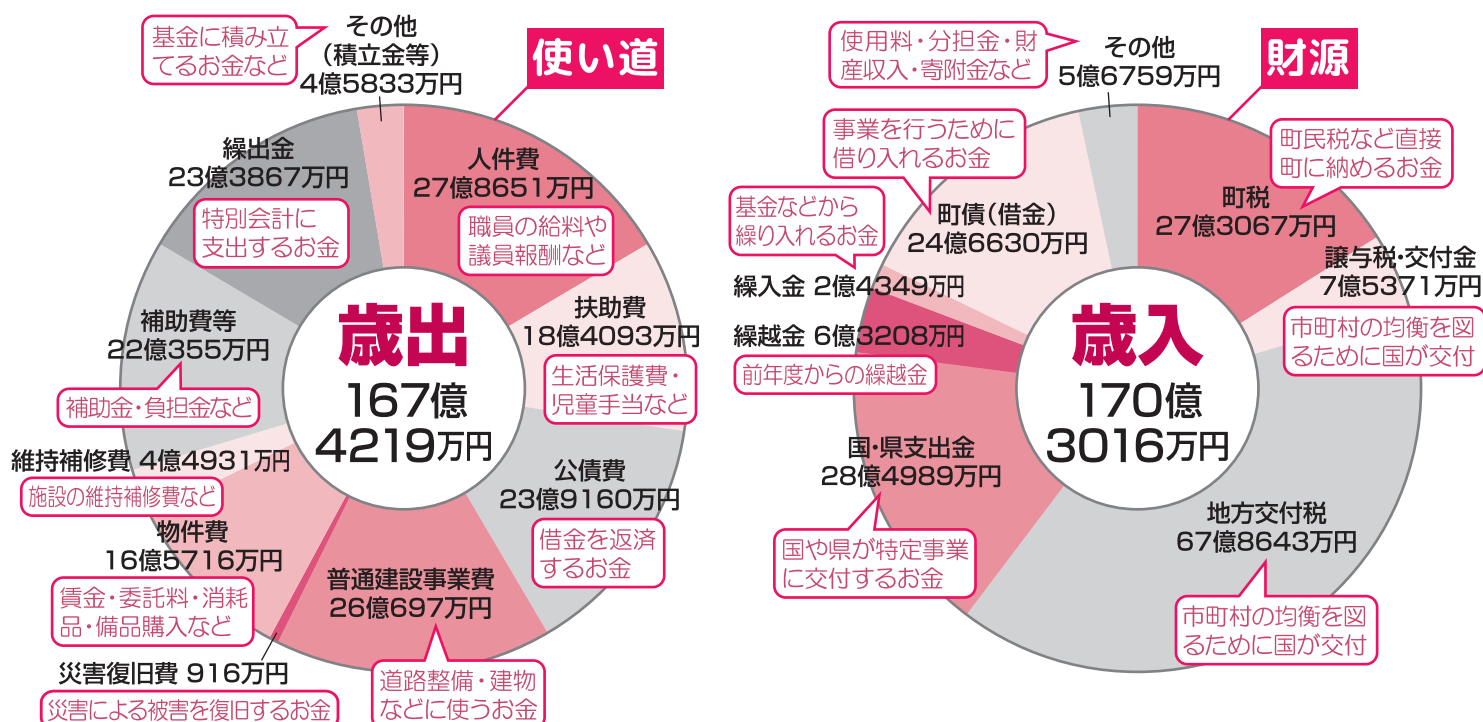 使い道
歳出
167億
4219万円
その他
（積立金等）
4億5833万円
基金に積み立
てるお金など
人件費
27億8651万円
職員の給料や
議員報酬など
扶助費
18億4093万円
生活保護費・
児童手当など
公債費
23億9160万円
借金を返済
するお金
普通建設事業費
26億697万円
道路整備・建物
などに使うお金
災害復旧費 916万円
災害による被害を復旧するお金
物件費
16億5716万円
賃金・委託料・消耗
品・備品購入など
維持補修費 4億4931万円
施設の維持補修費など
補助費等
22億355万円
補助金・負担金など
繰出金
23億3867万円
特別会計に
支出するお金
財源
歳入
170億
3016万円
その他
5億6759万円
使用料・分担金・財
産収入・寄附金など
町税
27億3067万円
町民税など直接
町に納めるお金
譲与税・交付金
7億5371万円
市町村の均衡を図
るために国が交付
地方交付税
67億8643万円
市町村の均衡を図
るために国が交付
国・県支出金
28億4989万円
国や県が特定事業
に交付するお金
繰越金 6億3208万円
前年度からの繰越金
繰入金 2億4349万円
基金などから
繰り入れるお金
町債（借金）
24億6630万円
事業を行うために
借り入れるお金